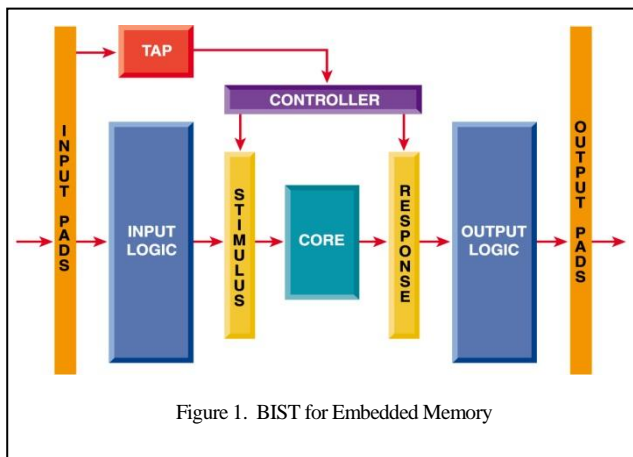 TAP
CONTROLLER
INPUT PADS
INPUT
LOGIC
STIMULUS
CORE
RESPONSE
OUTPUT
LOGIC
OUTPUT PADS
Figure 1. BIST for Embedded Memory